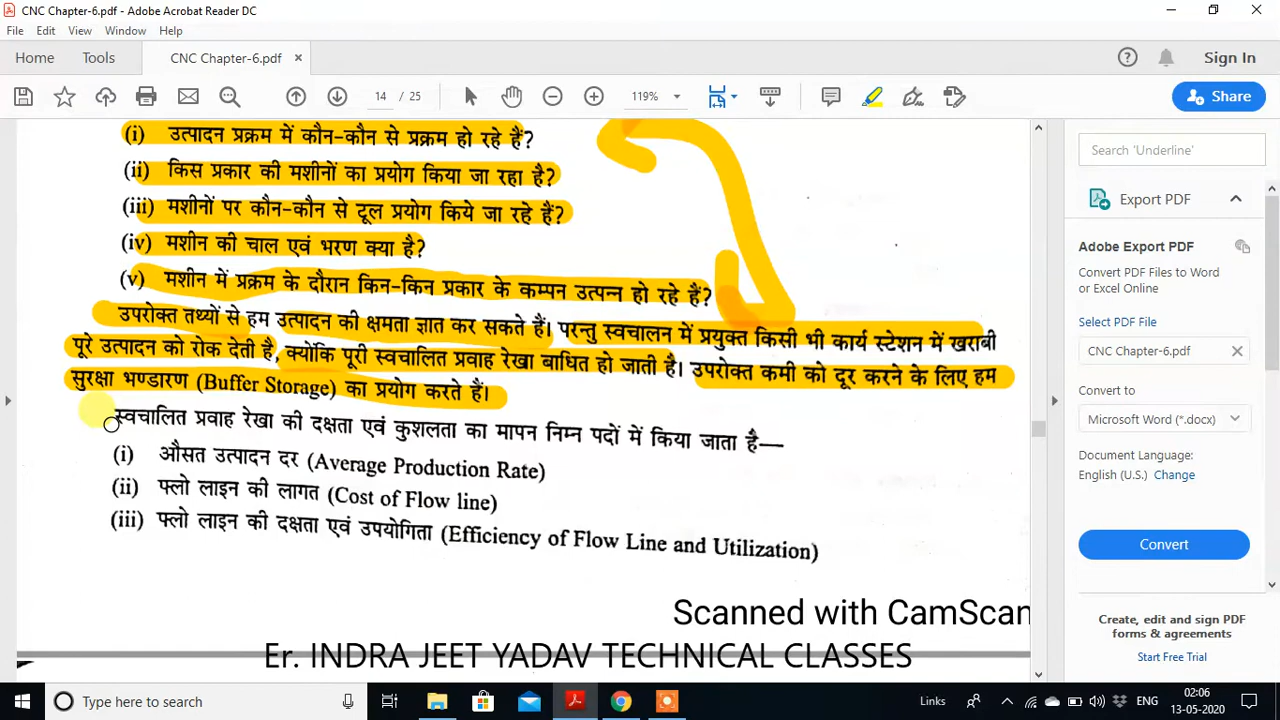 CNC Chapter-6.pdf - Adobe Acrobat Reader DC
File Edit View Window Help
Home Tools CNC Chapter-6.pdf × Sign In
14 / 25 119% Share
(i) उत्पादन प्रक्रम में कौन-कौन से प्रक्रम हो रहे हैं?
(ii) किस प्रकार की मशीनों का प्रयोग किया जा रहा है?
(iii) मशीनों पर कौन-कौन से टूल प्रयोग किये जा रहे हैं?
(iv) मशीन की चाल एवं भरण क्या है?
(v) मशीन में प्रक्रम के दौरान किन-किन प्रकार के कम्पन उत्पन्न हो रहे हैं?
उपरोक्त तथ्यों से हम उत्पादन की क्षमता ज्ञात कर सकते हैं। परन्तु स्वचालन में प्रयुक्त किसी भी कार्य स्टेशन में खराबी
पूरे उत्पादन को रोक देती है, क्योंकि पूरी स्वचालित प्रवाह रेखा बाधित हो जाती है। उपरोक्त कमी को दूर करने के लिए हम
सुरक्षा भण्डारण (Buffer Storage) का प्रयोग करते हैं।
स्वचालित प्रवाह रेखा की दक्षता एवं कुशलता का मापन निम्न पदों में किया जाता है—
(i) औसत उत्पादन दर (Average Production Rate)
(ii) फ्लो लाइन की लागत (Cost of Flow line)
(iii) फ्लो लाइन की दक्षता एवं उपयोगिता (Efficiency of Flow Line and Utilization)
Scanned with CamScan
Er. INDRA JEET YADAV TECHNICAL CLASSES
Search 'Underline'
Export PDF
Adobe Export PDF
Convert PDF Files to Word
or Excel Online
Select PDF File
CNC Chapter-6.pdf ×
Convert to
Microsoft Word (*.docx)
Document Language:
English (U.S.) Change
Convert
Create, edit and sign PDF
forms & agreements
Start Free Trial
Type here to search
Links ENG 02:06
13-05-2020